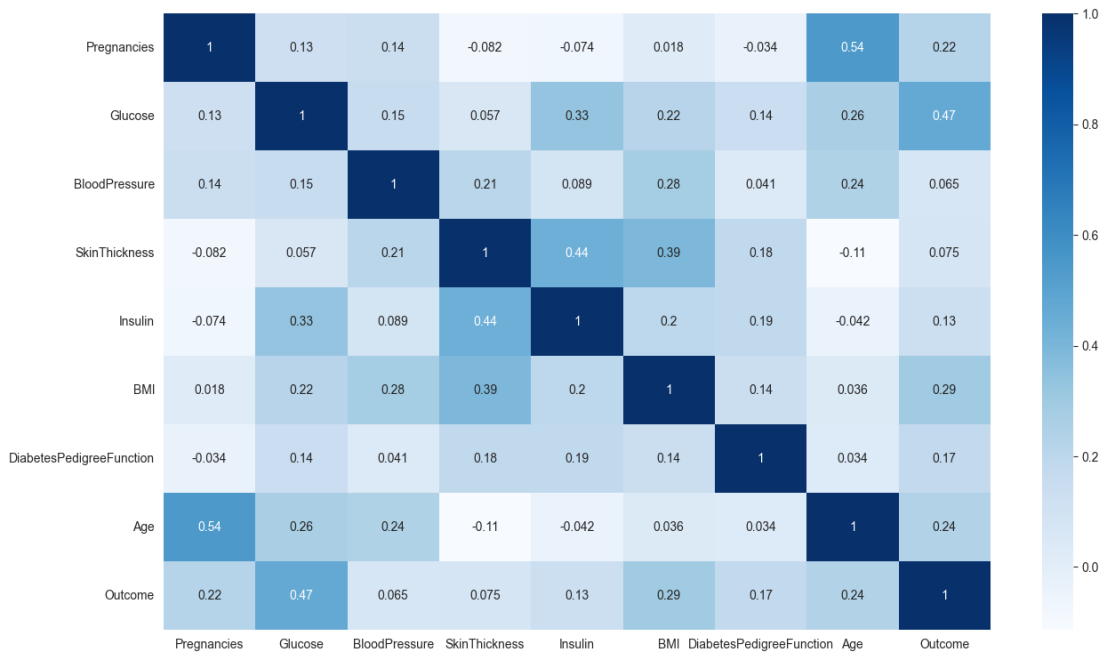 1.0
Pregnancies 1 0.13 0.14 -0.082 -0.074 0.018 -0.034 0.54 0.22
0.8
Glucose 0.13 1 0.15 0.057 0.33 0.22 0.14 0.26 0.47
BloodPressure 0.14 0.15 1 0.21 0.089 0.28 0.041 0.24 0.065
0.6
SkinThickness -0.082 0.057 0.21 1 0.44 0.39 0.18 -0.11 0.075
Insulin -0.074 0.33 0.089 0.44 1 0.2 0.19 -0.042 0.13
0.4
BMI 0.018 0.22 0.28 0.39 0.2 1 0.14 0.036 0.29
0.2
DiabetesPedigreeFunction -0.034 0.14 0.041 0.18 0.19 0.14 1 0.034 0.17
Age 0.54 0.26 0.24 -0.11 -0.042 0.036 0.034 1 0.24
0.0
Outcome 0.22 0.47 0.065 0.075 0.13 0.29 0.17 0.24 1
Pregnancies Glucose BloodPressure SkinThickness Insulin BMI DiabetesPedigreeFunction Age Outcome